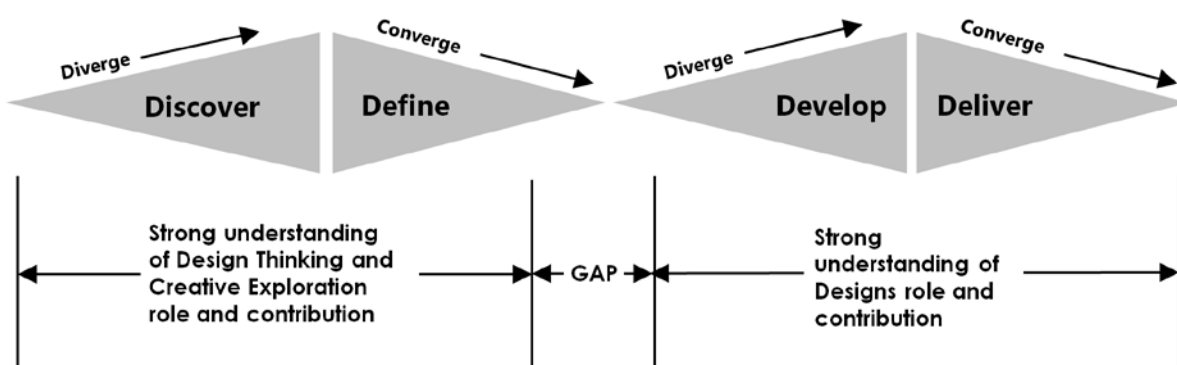 Diverge
Converge
Discover
Define
Diverge
Converge
Develop
Deliver
Strong understanding
of Design Thinking and
Creative Exploration
role and contribution
GAP
Strong
understanding of
Designs role and
contribution